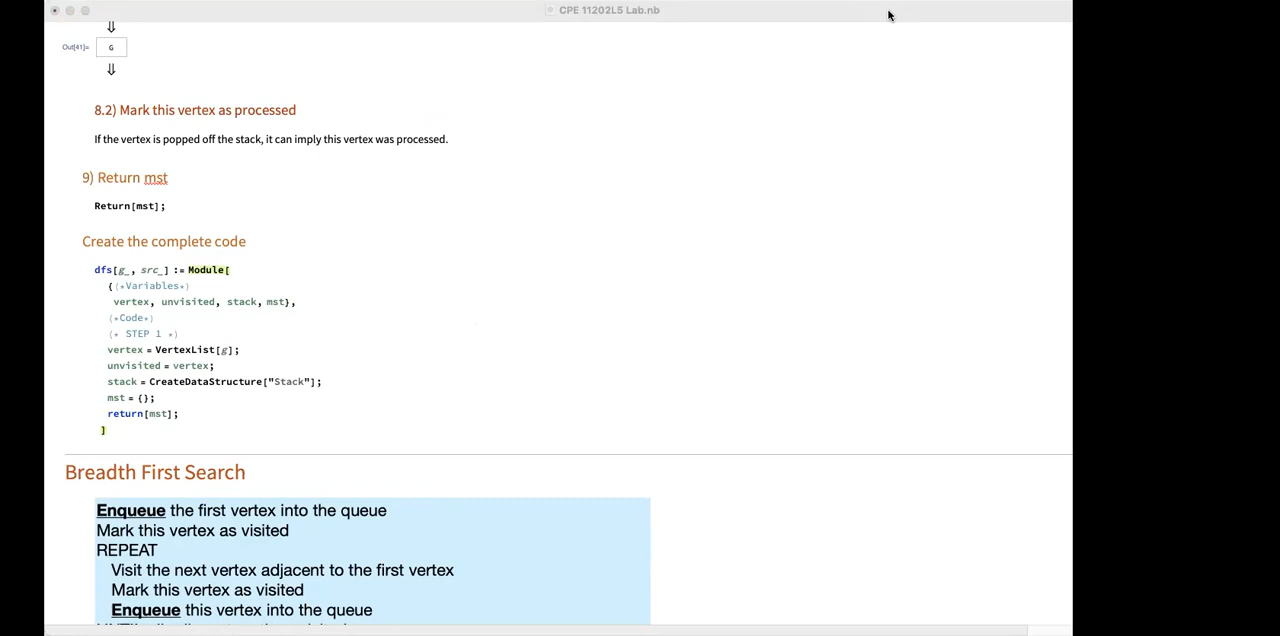 CPE 11202L5 Lab.nb
⇓
Out[41]= G
⇓
8.2) Mark this vertex as processed
If the vertex is popped off the stack, it can imply this vertex was processed.
9) Return mst
Return[mst];
Create the complete code
dfs[g_, src_] := Module[
{(*Variables*)
vertex, unvisited, stack, mst},
(*Code*)
(* STEP 1 *)
vertex = VertexList[g];
unvisited = vertex;
stack = CreateDataStructure["Stack"];
mst = {};
return[mst];
]
Breadth First Search
Enqueue the first vertex into the queue
Mark this vertex as visited
REPEAT
Visit the next vertex adjacent to the first vertex
Mark this vertex as visited
Enqueue this vertex into the queue